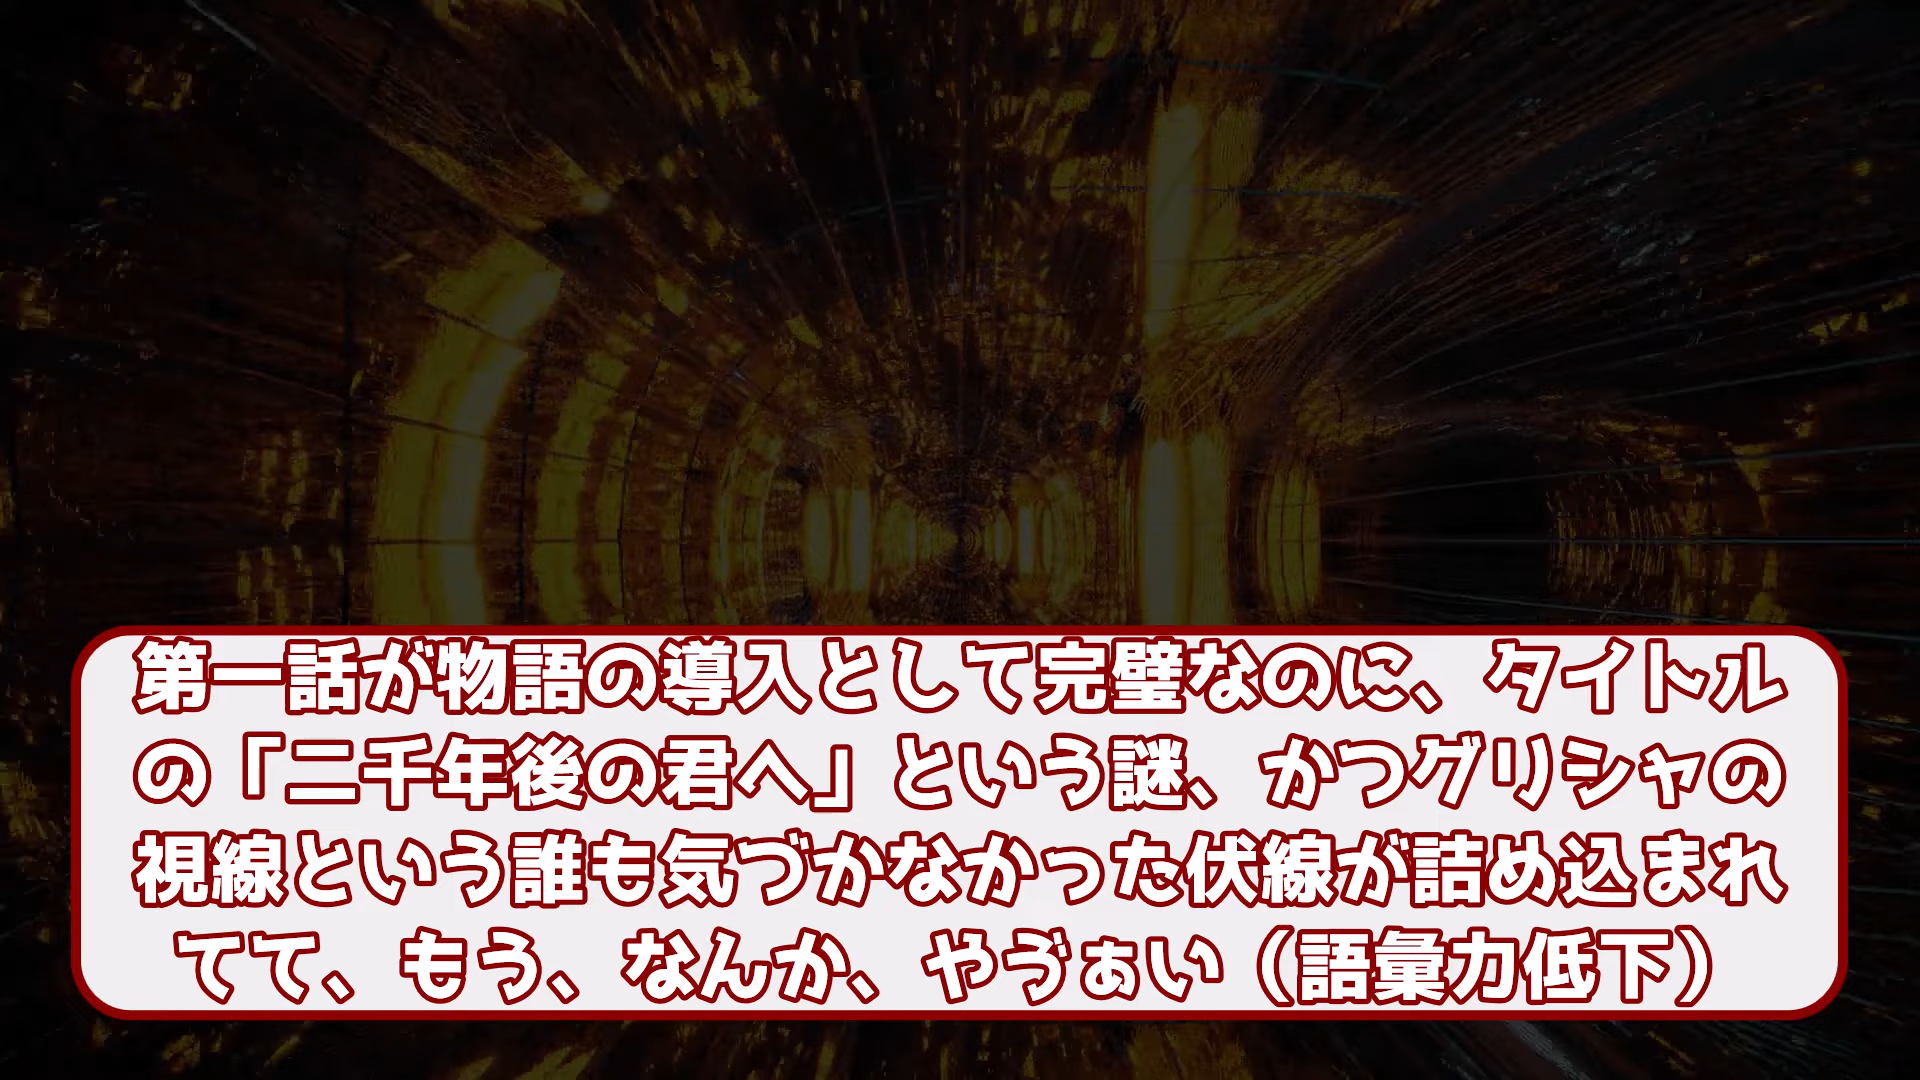 第一話が物語の導入として完璧なのに、タイトル
の「二千年後の君へ」という謎、かつグリシャの
視線という誰も気づかなかった伏線が詰め込まれ
てて、もう、なんか、やゔぁい（語彙力低下）